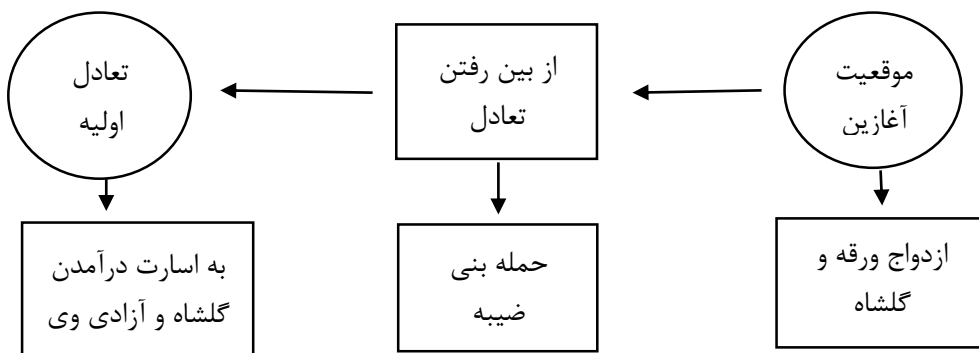 موقعیت
آغازین
از بین رفتن
تعادل
تعادل
اولیه
ازدواج ورقه و
گلشاه
حمله بنی
ضیبه
به اسارت درآمدن
گلشاه و آزادی وی